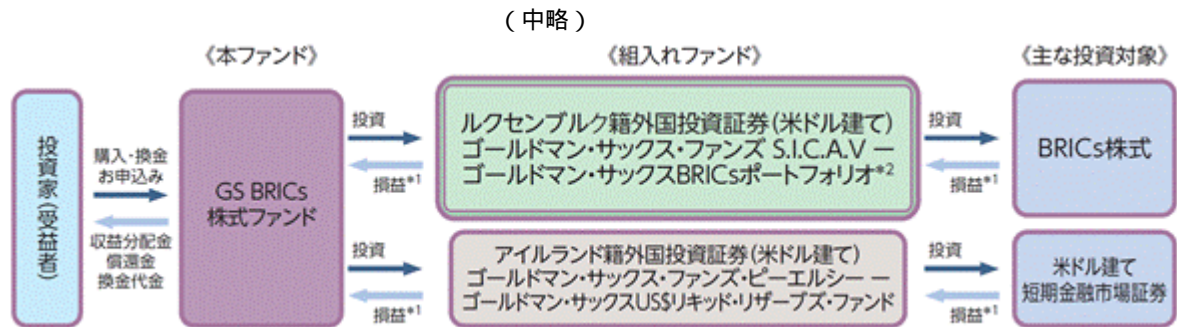 （中略）
《本ファンド》
《組入れファンド》
《主な投資対象》
投資家（受益者）
購入・換金
お申込み
収益分配金
償還金
換金代金
GS BRICs
株式ファンド
投資
損益*1
ルクセンブルク籍外国投資証券（米ドル建て）
ゴールドマン・サックス・ファンズ S.I.C.A.V ー
ゴールドマン・サックスBRICsポートフォリオ*2
投資
損益*1
BRICs株式
投資
損益*1
アイルランド籍外国投資証券（米ドル建て）
ゴールドマン・サックス・ファンズ・ピーエルシー ー
ゴールドマン・サックスUS$リキッド・リザーブズ・ファンド
投資
損益*1
米ドル建て
短期金融市場証券